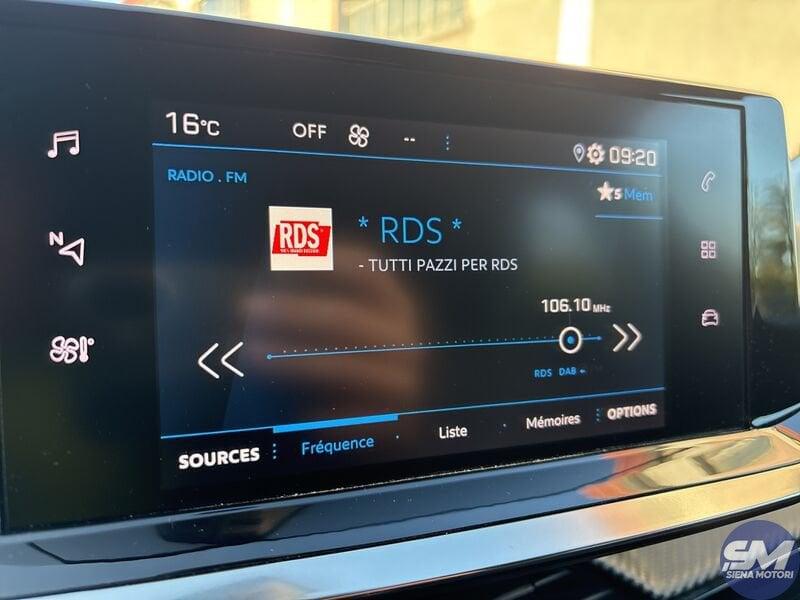 16°C OFF -- 09:20
RADIO . FM
5 Mem
N
RDS
* RDS *
- TUTTI PAZZI PER RDS
106.10 MHz
RDS DAB
SOURCES Fréquence Liste Mémoires OPTIONS
SM
SIENA MOTORI